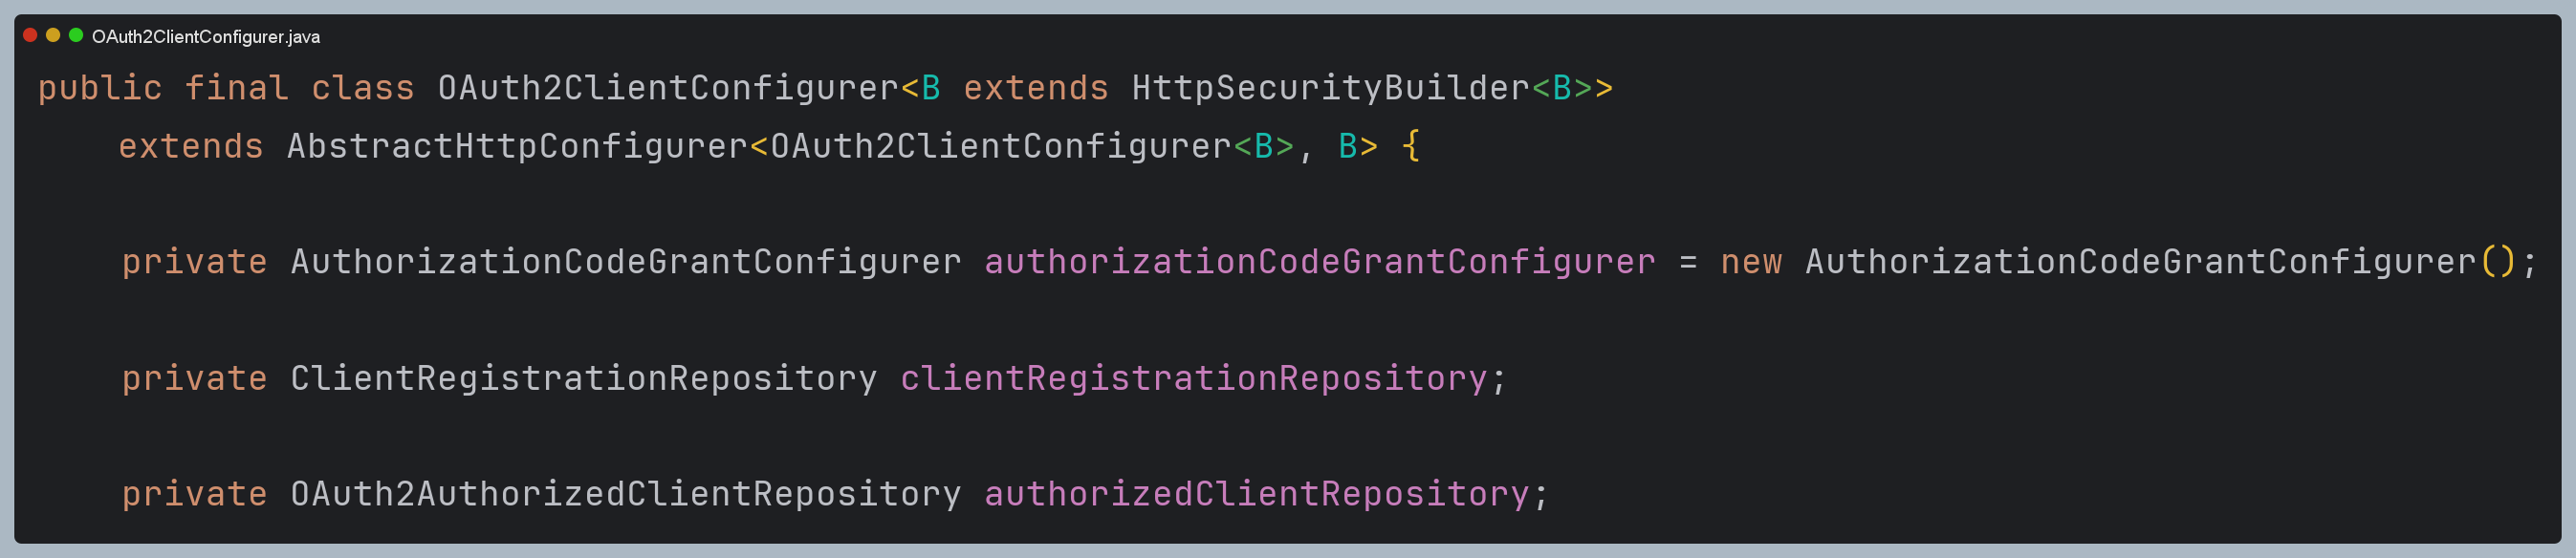 OAuth2ClientConfigurer.java
public final class OAuth2ClientConfigurer<B extends HttpSecurityBuilder<B>>
extends AbstractHttpConfigurer<OAuth2ClientConfigurer<B>, B> {
private AuthorizationCodeGrantConfigurer authorizationCodeGrantConfigurer = new AuthorizationCodeGrantConfigurer();
private ClientRegistrationRepository clientRegistrationRepository;
private OAuth2AuthorizedClientRepository authorizedClientRepository;